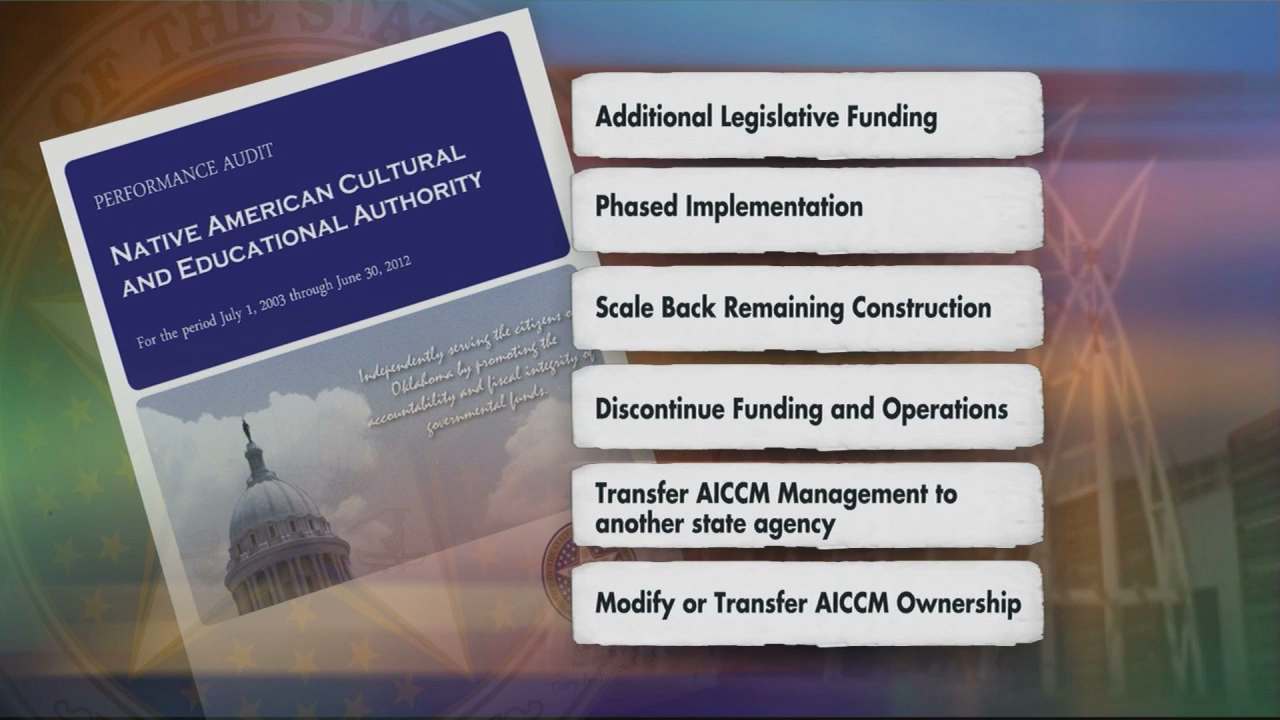 OF THE STA
PERFORMANCE AUDIT
NATIVE AMERICAN CULTURAL
AND EDUCATIONAL AUTHORITY
For the period July 1, 2003 through June 30, 2012
Independently serving the citizens
Oklahoma by promoting the
accountability and fiscal integrity of
governmental funds.
Additional Legislative Funding
Phased Implementation
Scale Back Remaining Construction
Discontinue Funding and Operations
Transfer AICCM Management to
another state agency
Modify or Transfer AICCM Ownership